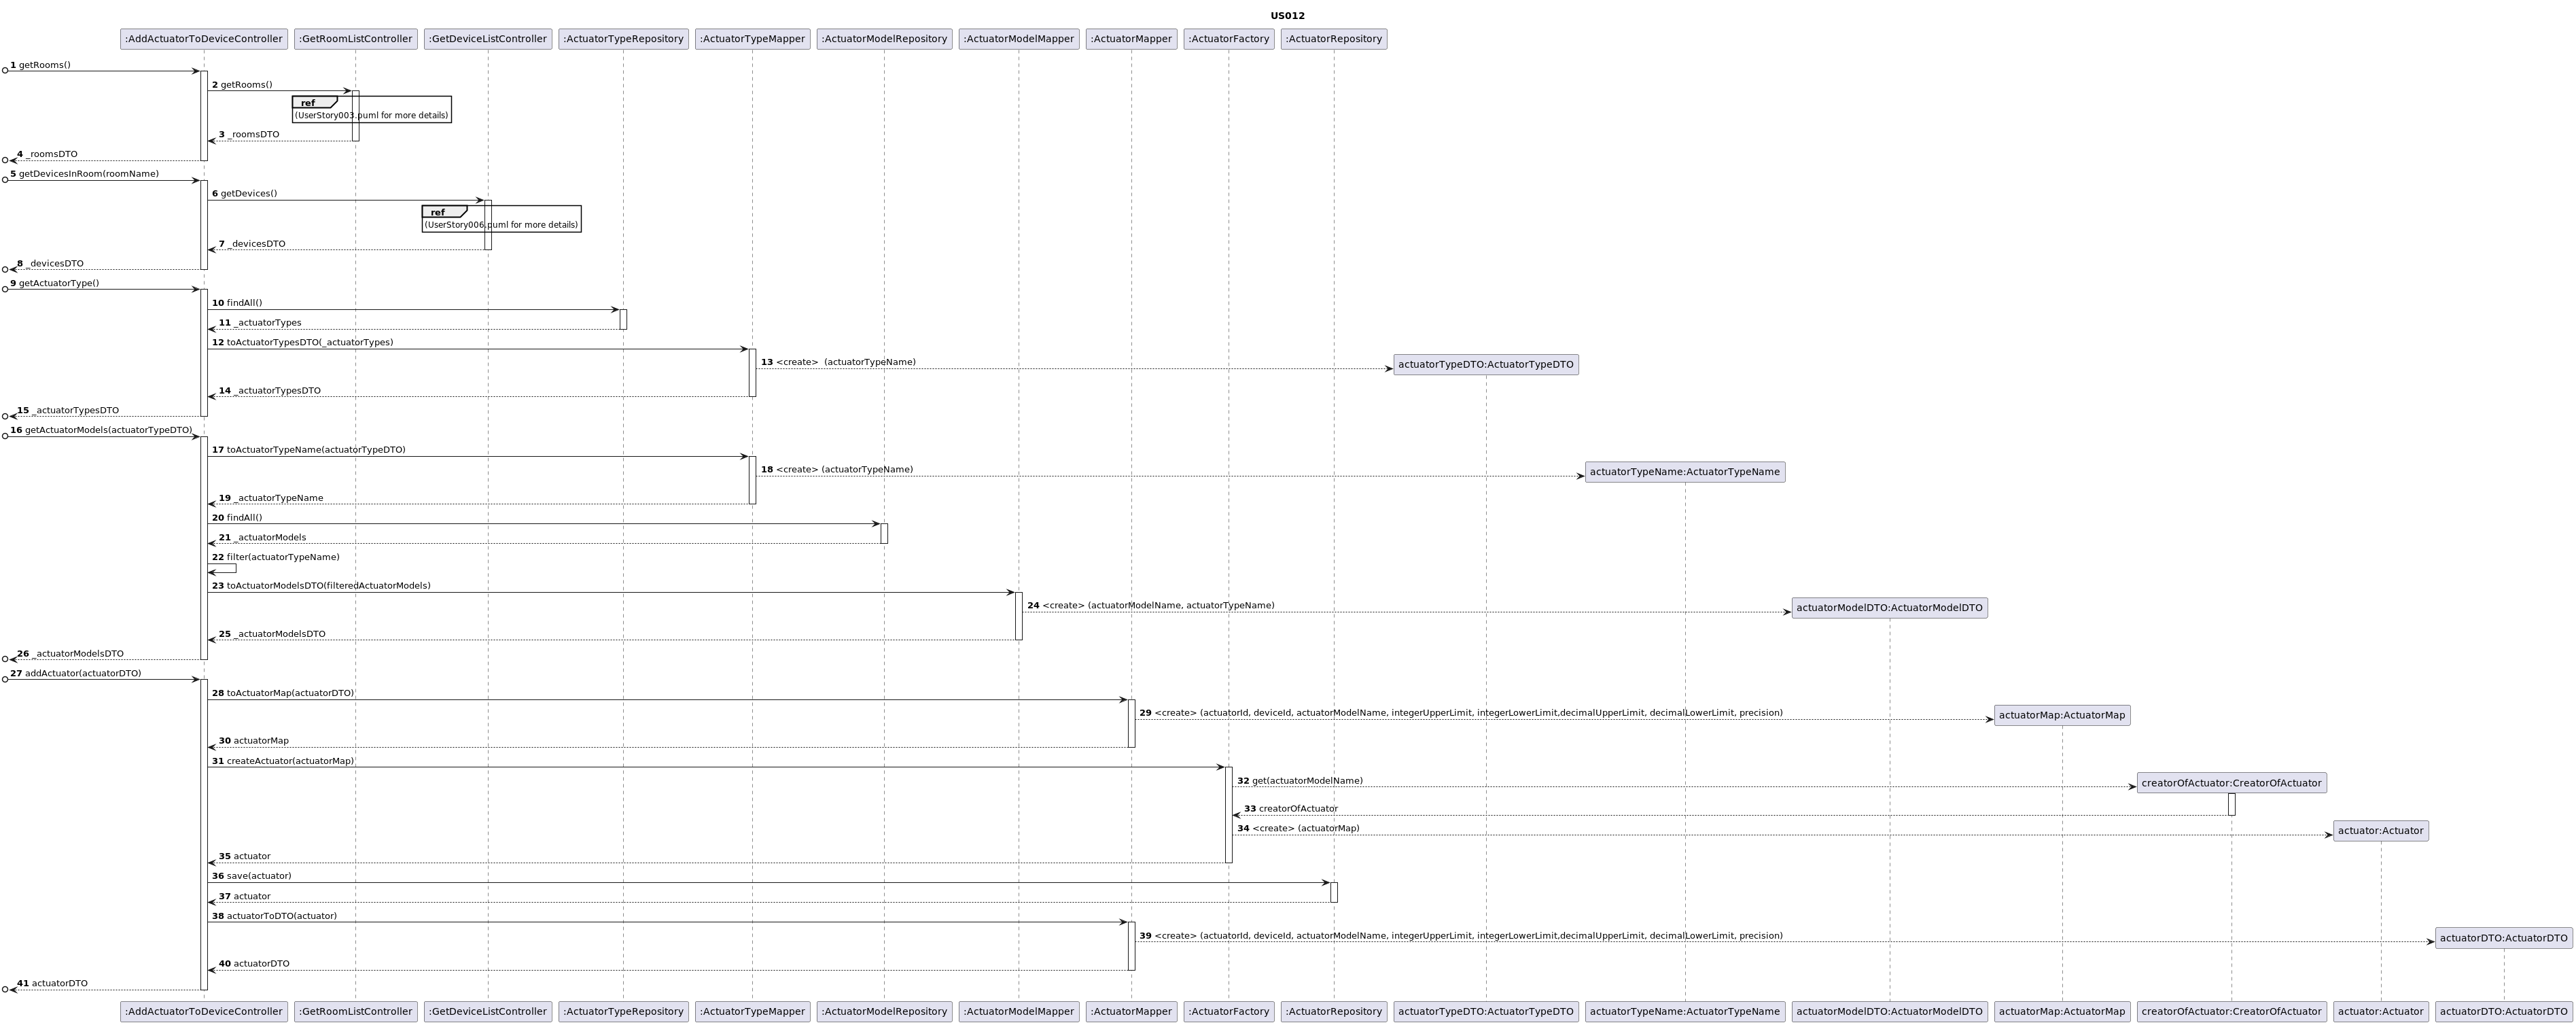 US012
:AddActuatorToDeviceController :GetRoomListController :GetDeviceListController :ActuatorTypeRepository :ActuatorTypeMapper :ActuatorModelRepository :ActuatorModelMapper :ActuatorMapper :ActuatorFactory :ActuatorRepository
1 getRooms()
2 getRooms()
ref
(UserStory003.puml for more details)
3 _roomsDTO
4 _roomsDTO
5 getDevicesInRoom(roomName)
6 getDevices()
ref
(UserStory006.puml for more details)
7 _devicesDTO
8 _devicesDTO
9 getActuatorType()
10 findAll()
11 _actuatorTypes
12 toActuatorTypesDTO(_actuatorTypes)
13 <create>  (actuatorTypeName)
actuatorTypeDTO:ActuatorTypeDTO
14 _actuatorTypesDTO
15 _actuatorTypesDTO
16 getActuatorModels(actuatorTypeDTO)
17 toActuatorTypeName(actuatorTypeDTO)
18 <create> (actuatorTypeName)
actuatorTypeName:ActuatorTypeName
19 _actuatorTypeName
20 findAll()
21 _actuatorModels
22 filter(actuatorTypeName)
23 toActuatorModelsDTO(filteredActuatorModels)
24 <create> (actuatorModelName, actuatorTypeName)
actuatorModelDTO:ActuatorModelDTO
25 _actuatorModelsDTO
26 _actuatorModelsDTO
27 addActuator(actuatorDTO)
28 toActuatorMap(actuatorDTO)
29 <create> (actuatorId, deviceId, actuatorModelName, integerUpperLimit, integerLowerLimit,decimalUpperLimit, decimalLowerLimit, precision)
actuatorMap:ActuatorMap
30 actuatorMap
31 createActuator(actuatorMap)
32 get(actuatorModelName)
creatorOfActuator:CreatorOfActuator
33 creatorOfActuator
34 <create> (actuatorMap)
actuator:Actuator
35 actuator
36 save(actuator)
37 actuator
38 actuatorToDTO(actuator)
39 <create> (actuatorId, deviceId, actuatorModelName, integerUpperLimit, integerLowerLimit,decimalUpperLimit, decimalLowerLimit, precision)
actuatorDTO:ActuatorDTO
40 actuatorDTO
41 actuatorDTO
:AddActuatorToDeviceController :GetRoomListController :GetDeviceListController :ActuatorTypeRepository :ActuatorTypeMapper :ActuatorModelRepository :ActuatorModelMapper :ActuatorMapper :ActuatorFactory :ActuatorRepository actuatorTypeDTO:ActuatorTypeDTO actuatorTypeName:ActuatorTypeName actuatorModelDTO:ActuatorModelDTO actuatorMap:ActuatorMap creatorOfActuator:CreatorOfActuator actuator:Actuator actuatorDTO:ActuatorDTO